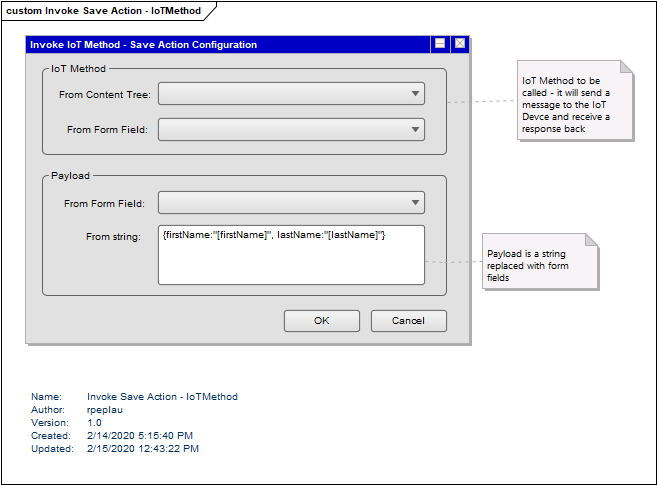 custom Invoke Save Action - IoTMethod
Invoke IoT Method - Save Action Configuration
IoT Method
From Content Tree:
From Form Field:
IoT Method to be
called - it will send a
message to the IoT
Devce and receive a
response back
Payload
From Form Field:
From string:
{firstName:"[firstName]", lastName:"[lastName]"}
Payload is a string
replaced with form
fields
OK
Cancel
Name: Invoke Save Action - IoTMethod
Author: rpeplau
Version: 1.0
Created: 2/14/2020 5:15:40 PM
Updated: 2/15/2020 12:43:22 PM